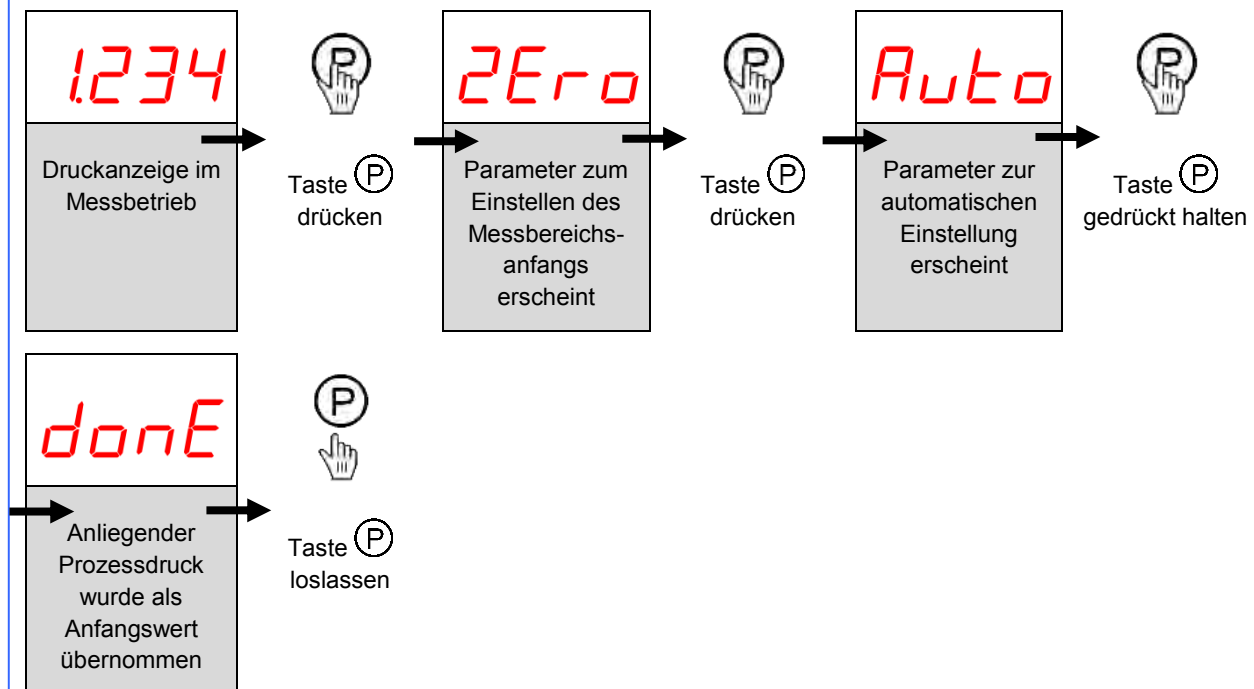 1.234
Druckanzeige im
Messbetrieb
P
Taste P
drücken
ZEro
Parameter zum
Einstellen des
Messbereichs-
anfangs
erscheint
P
Taste P
drücken
Auto
Parameter zur
automatischen
Einstellung
erscheint
P
Taste P
gedrückt halten
donE
Anliegender
Prozessdruck
wurde als
Anfangswert
übernommen
P
Taste P
loslassen